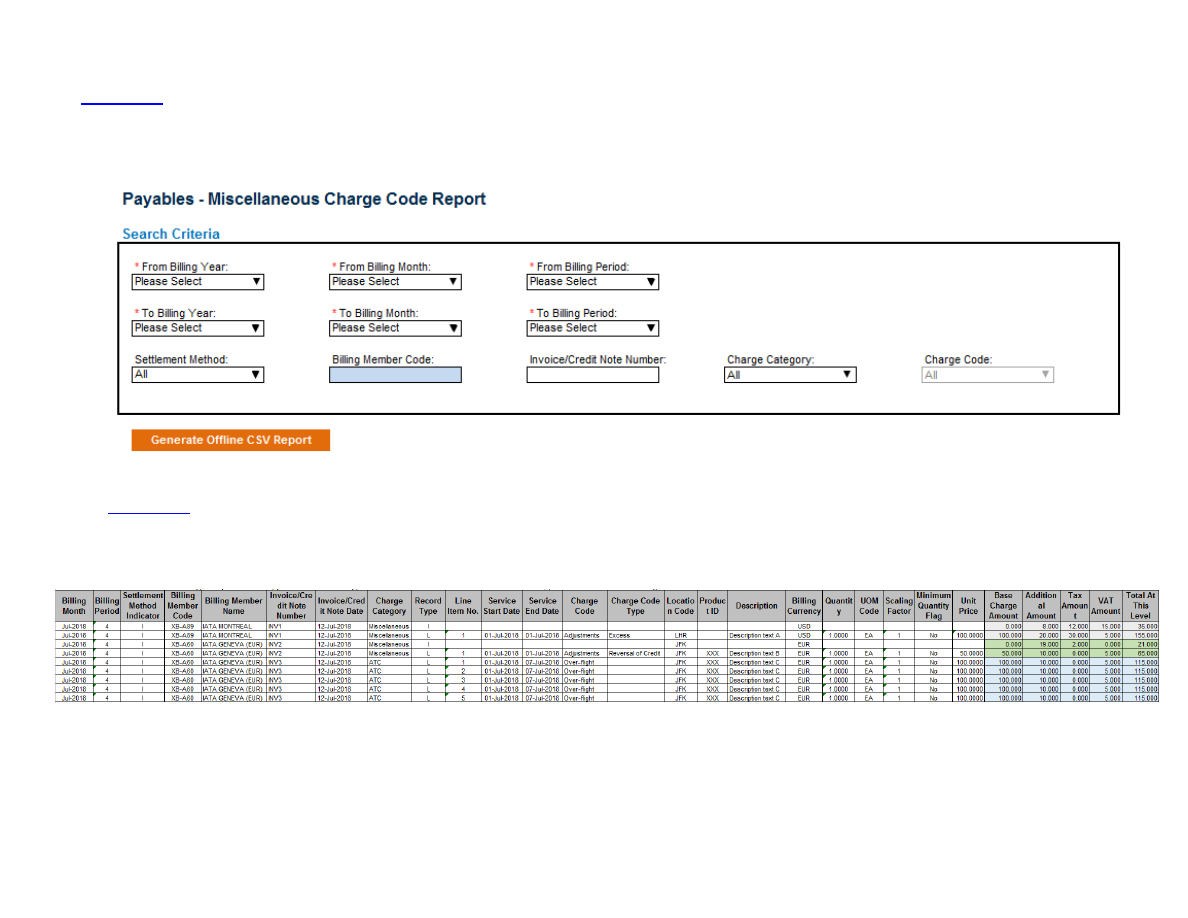 Payables - Miscellaneous Charge Code Report
Search Criteria
* From Billing Year: * From Billing Month: * From Billing Period:
Please Select ▼ Please Select ▼ Please Select ▼
* To Billing Year: * To Billing Month: * To Billing Period:
Please Select ▼ Please Select ▼ Please Select ▼
Settlement Method: Billing Member Code: Invoice/Credit Note Number: Charge Category: Charge Code:
All ▼ All ▼ All ▼
Generate Offline CSV Report
Billing Month Billing Period Settlement Method Indicator Billing Member Code Billing Member Name Invoice/Credit Note Number Invoice/Credit Note Date Charge Category Record Type Line Item No. Service Start Date Service End Date Charge Code Charge Code Type Location Code Product ID Description Billing Currency Quantity UOM Code Scaling Factor Minimum Quantity Flag Unit Price Base Charge Amount Additional Amount Tax Amount VAT Amount Total At This Level
Jul-2018 4 I XB-A89 IATA MONTREAL INV1 12-Jul-2018 Miscellaneous I USD 0.000 8.000 12.000 15.000 35.000
Jul-2018 4 I XB-A89 IATA MONTREAL INV1 12-Jul-2018 Miscellaneous L 1 01-Jul-2018 01-Jul-2018 Adjustments Excess LHR Description text A USD 1.0000 EA 1 No 100.0000 100.000 20.000 30.000 5.000 155.000
Jul-2018 4 I XB-A60 IATA GENEVA (EUR) INV2 12-Jul-2018 Miscellaneous I JFK EUR 0.000 19.000 2.000 0.000 21.000
Jul-2018 4 I XB-A60 IATA GENEVA (EUR) INV2 12-Jul-2018 Miscellaneous L 1 01-Jul-2018 01-Jul-2018 Adjustments Reversal of Credit JFK XXX Description text B EUR 1.0000 EA 1 No 50.0000 50.000 10.000 0.000 5.000 65.000
Jul-2018 4 I XB-A60 IATA GENEVA (EUR) INV3 12-Jul-2018 ATC L 1 01-Jul-2018 07-Jul-2018 Over-flight JFK XXX Description text C EUR 1.0000 EA 1 No 100.0000 100.000 10.000 0.000 5.000 115.000
Jul-2018 4 I XB-A60 IATA GENEVA (EUR) INV3 12-Jul-2018 ATC L 2 01-Jul-2018 07-Jul-2018 Over-flight JFK XXX Description text C EUR 1.0000 EA 1 No 100.0000 100.000 10.000 0.000 5.000 115.000
Jul-2018 4 I XB-A60 IATA GENEVA (EUR) INV3 12-Jul-2018 ATC L 3 01-Jul-2018 07-Jul-2018 Over-flight JFK XXX Description text C EUR 1.0000 EA 1 No 100.0000 100.000 10.000 0.000 5.000 115.000
Jul-2018 4 I XB-A60 IATA GENEVA (EUR) INV3 12-Jul-2018 ATC L 4 01-Jul-2018 07-Jul-2018 Over-flight JFK XXX Description text C EUR 1.0000 EA 1 No 100.0000 100.000 10.000 0.000 5.000 115.000
Jul-2018 4 I XB-A60 IATA GENEVA (EUR) INV3 12-Jul-2018 ATC L 5 01-Jul-2018 07-Jul-2018 Over-flight JFK XXX Description text C EUR 1.0000 EA 1 No 100.0000 100.000 10.000 0.000 5.000 115.000